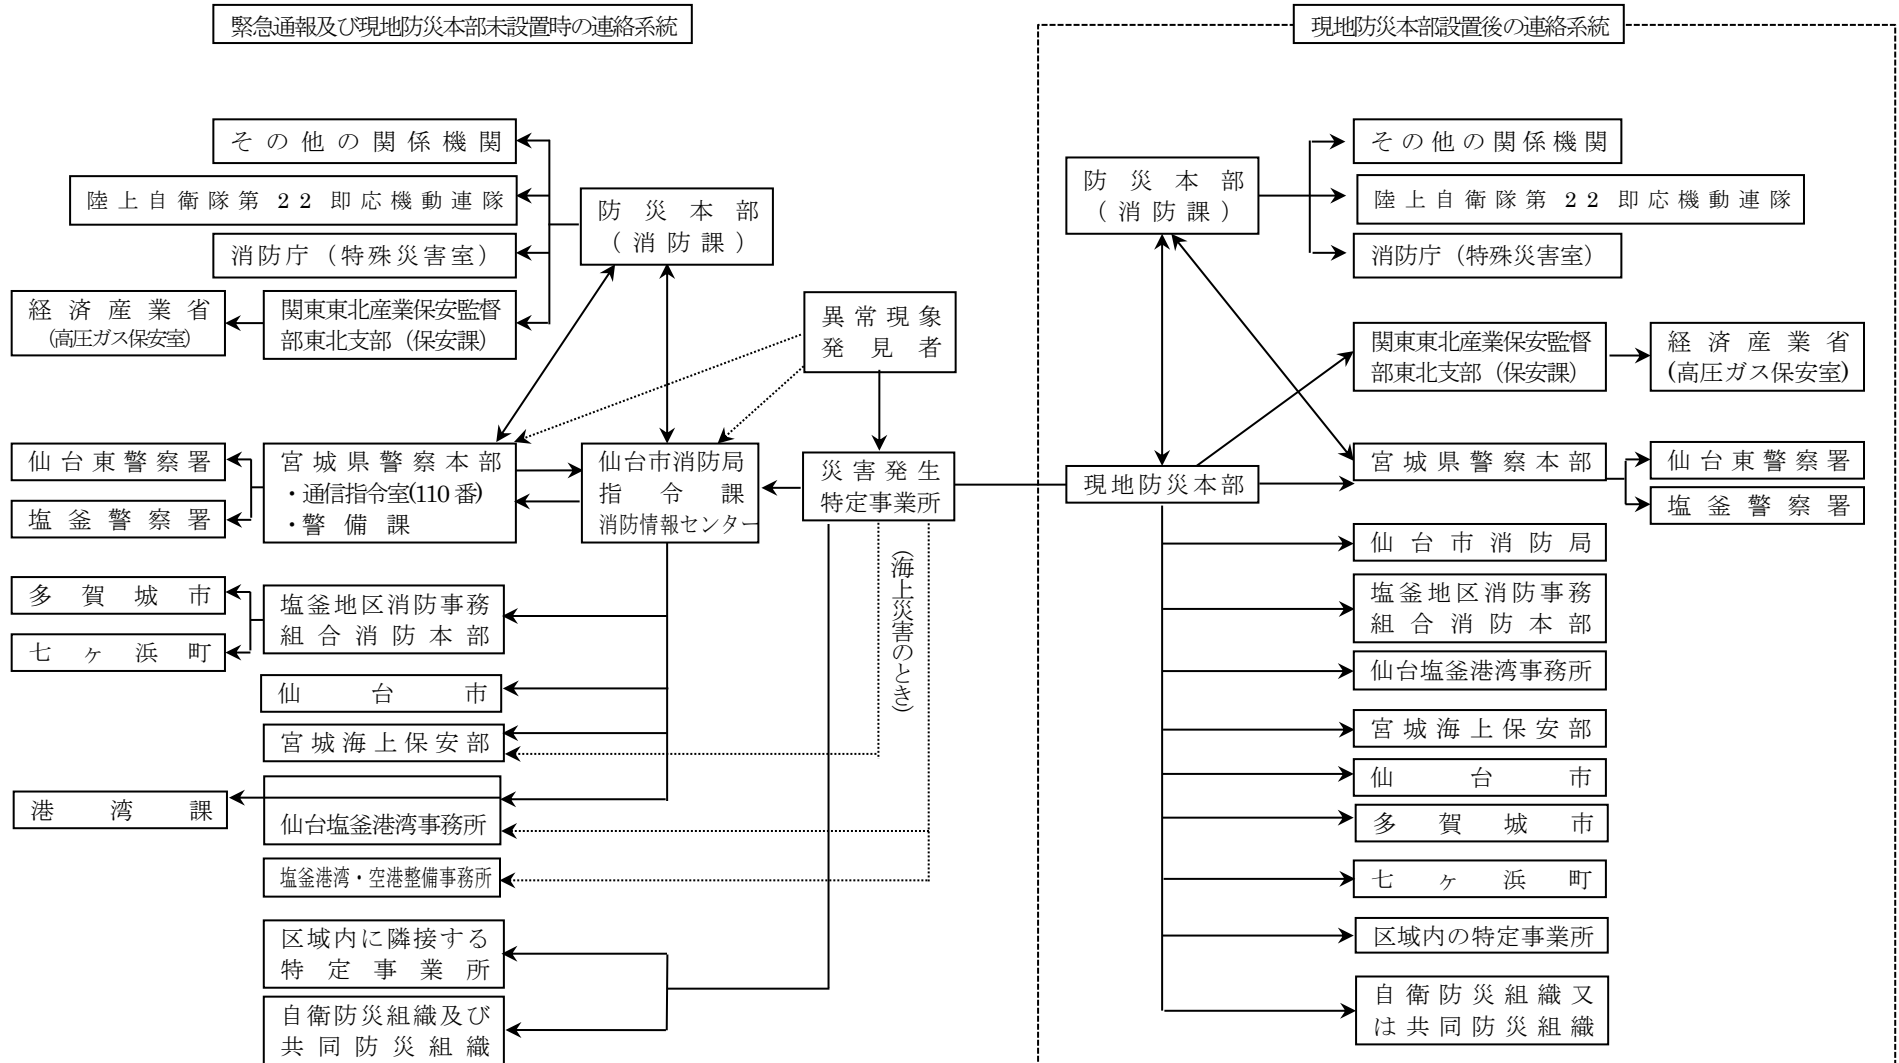 緊急通報及び現地防災本部未設置時の連絡系統
その他の関係機関
陸上自衛隊第22即応機動連隊
消防庁（特殊災害室）
関東東北産業保安監督
部東北支部（保安課）
経済産業省
(高圧ガス保安室)
防災本部
（消防課）
異常現象
発見者
仙台東警察署
塩釜警察署
宮城県警察本部
・通信指令室(110番)
・警備課
仙台市消防局
指令課
消防情報センター
災害発生
特定事業所
(海上災害のとき)
多賀城市
七ヶ浜町
塩釜地区消防事務
組合消防本部
仙台市
宮城海上保安部
港湾課
仙台塩釜港湾事務所
塩釜港湾・空港整備事務所
区域内に隣接する
特定事業所
自衛防災組織及び
共同防災組織
現地防災本部設置後の連絡系統
防災本部
（消防課）
その他の関係機関
陸上自衛隊第22即応機動連隊
消防庁（特殊災害室）
関東東北産業保安監督
部東北支部（保安課）
経済産業省
(高圧ガス保安室)
現地防災本部
宮城県警察本部
仙台東警察署
塩釜警察署
仙台市消防局
塩釜地区消防事務
組合消防本部
仙台塩釜港湾事務所
宮城海上保安部
仙台市
多賀城市
七ヶ浜町
区域内の特定事業所
自衛防災組織又
は共同防災組織